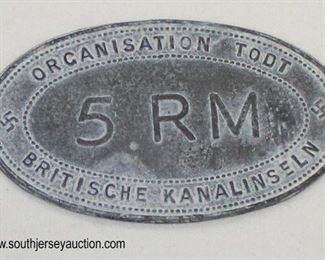 ORGANISATION TODT
5 RM
BRITISCHE KANALINSELN
www.southjerseyauction.com